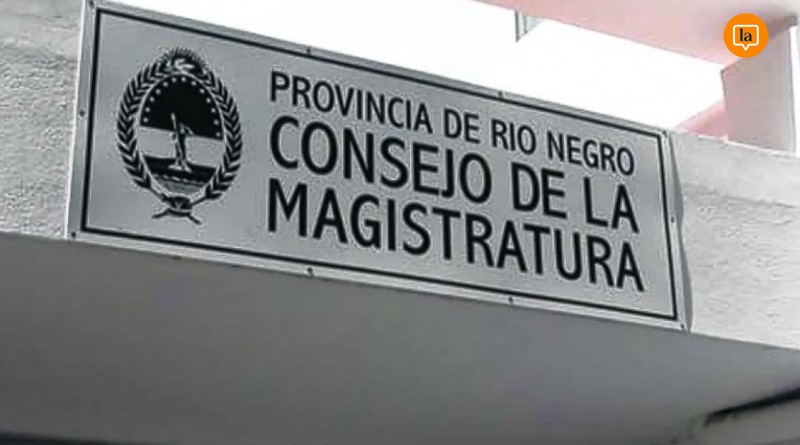 la
PROVINCIA DE RIO NEGRO
CONSEJO DE LA
MAGISTRATURA